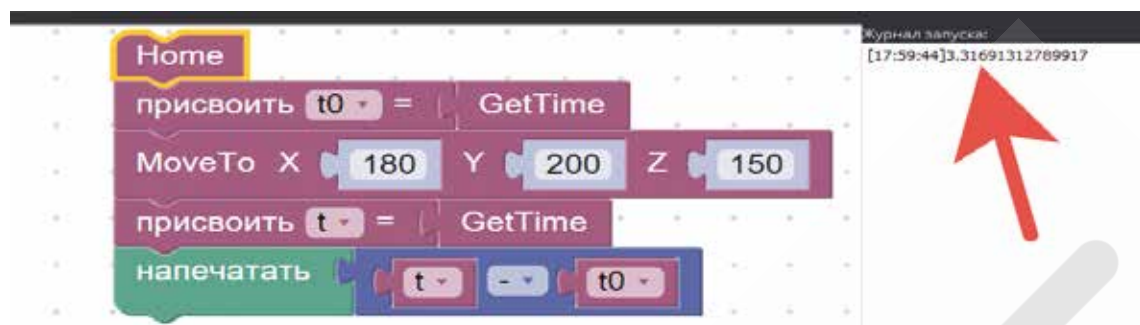 Home
присвоить t0 = GetTime
MoveTo X 180 Y 200 Z 150
присвоить t = GetTime
напечатать t - t0
Журнал запуска:
[17:59:44]3.31691312789917